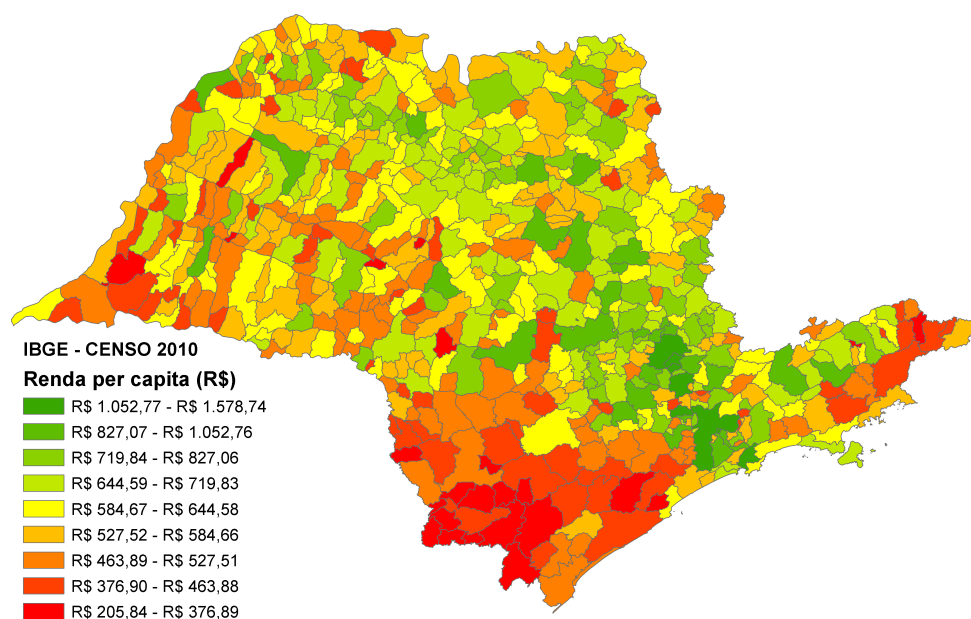 IBGE - CENSO 2010
Renda per capita (R$)
R$ 1.052,77 - R$ 1.578,74
R$ 827,07 - R$ 1.052,76
R$ 719,84 - R$ 827,06
R$ 644,59 - R$ 719,83
R$ 584,67 - R$ 644,58
R$ 527,52 - R$ 584,66
R$ 463,89 - R$ 527,51
R$ 376,90 - R$ 463,88
R$ 205,84 - R$ 376,89